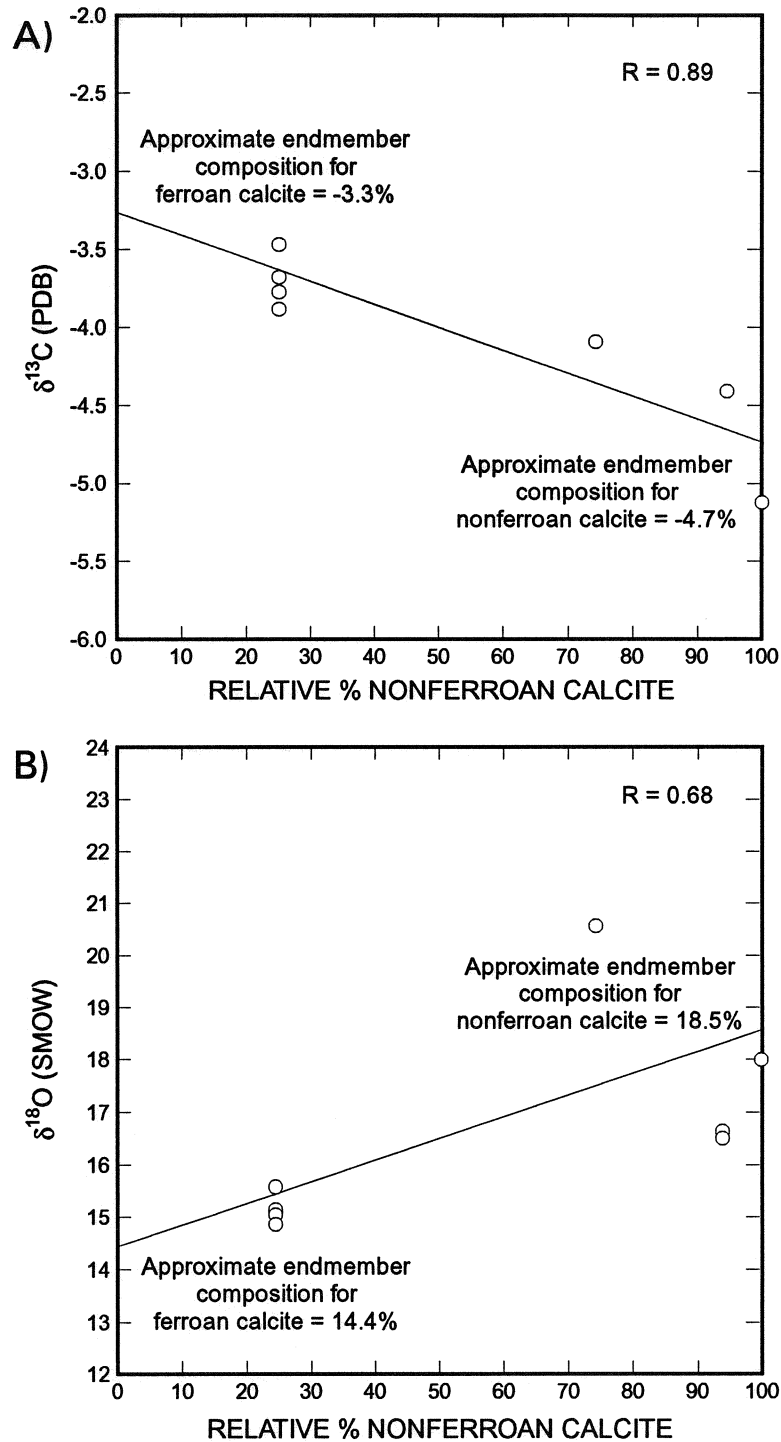 A)
-2.0
R = 0.89
-2.5
Approximate endmember
composition for
ferroan calcite = -3.3%
-3.0
-3.5
δ¹³C (PDB)
-4.0
-4.5
Approximate endmember
composition for
nonferroan calcite = -4.7%
-5.0
-5.5
-6.0
0 10 20 30 40 50 60 70 80 90 100
RELATIVE % NONFERROAN CALCITE
B)
24
R = 0.68
23
22
21
20
Approximate endmember
composition for
nonferroan calcite = 18.5%
19
δ¹⁸O (SMOW)
18
17
16
15
14
Approximate endmember
composition for
ferroan calcite = 14.4%
13
12
0 10 20 30 40 50 60 70 80 90 100
RELATIVE % NONFERROAN CALCITE